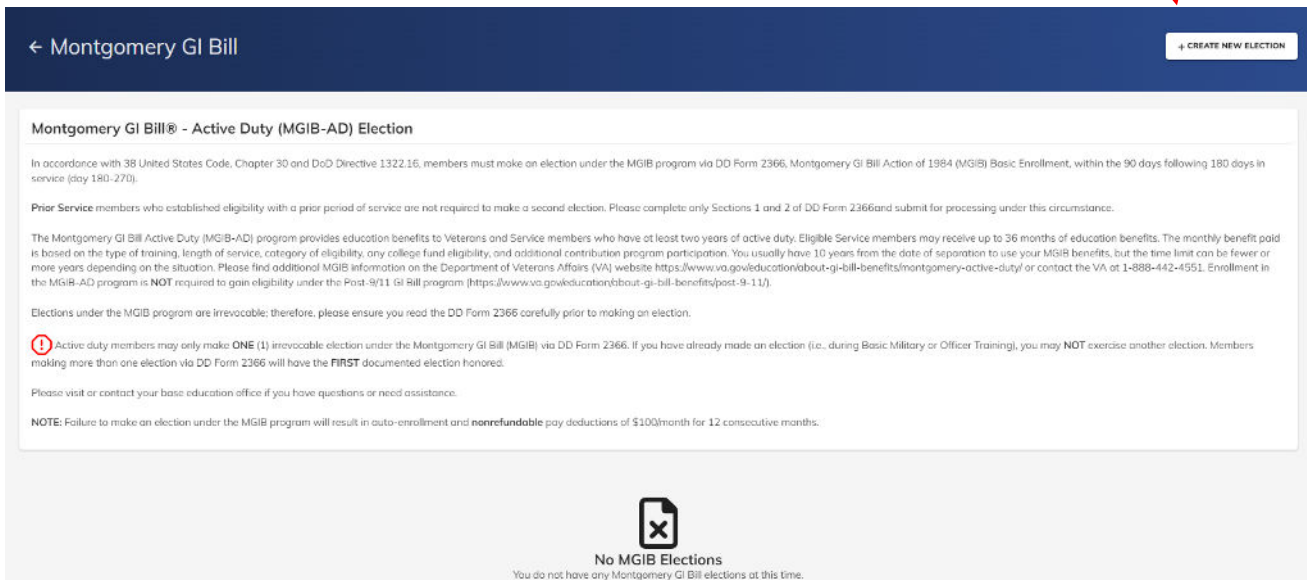 ← Montgomery GI Bill
+ CREATE NEW ELECTION
Montgomery GI Bill® - Active Duty (MGIB-AD) Election
In accordance with 38 United States Code, Chapter 30 and DoD Directive 1322.16, members must make an election under the MGIB program via DD Form 2366, Montgomery GI Bill Action of 1984 (MGIB) Basic Enrollment, within the 90 days following 180 days in
service (day 180-270).
Prior Service members who established eligibility with a prior period of service are not required to make a second election. Please complete only Sections 1 and 2 of DD Form 2366and submit for processing under this circumstance.
The Montgomery GI Bill Active Duty (MGIB-AD) program provides education benefits to Veterans and Service members who have at least two years of active duty. Eligible Service members may receive up to 36 months of education benefits. The monthly benefit paid
is based on the type of training, length of service, category of eligibility, any college fund eligibility, and additional contribution program participation. You usually have 10 years from the date of separation to use your MGIB benefits, but the time limit can be fewer or
more years depending on the situation. Please find additional MGIB information on the Department of Veterans Affairs (VA) website https://www.va.gov/education/about-gi-bill-benefits/montgomery-active-duty/ or contact the VA at 1-888-442-4551. Enrollment in
the MGIB-AD program is NOT required to gain eligibility under the Post-9/11 GI Bill program (https://www.va.gov/education/about-gi-bill-benefits/post-9-11/).
Elections under the MGIB program are irrevocable; therefore, please ensure you read the DD Form 2366 carefully prior to making an election.
! Active duty members may only make ONE (1) irrevocable election under the Montgomery GI Bill (MGIB) via DD Form 2366. If you have already made an election (i.e., during Basic Military or Officer Training), you may NOT exercise another election. Members
making more than one election via DD Form 2366 will have the FIRST documented election honored.
Please visit or contact your base education office if you have questions or need assistance.
NOTE: Failure to make an election under the MGIB program will result in auto-enrollment and nonrefundable pay deductions of $100/month for 12 consecutive months.
No MGIB Elections
You do not have any Montgomery GI Bill elections at this time.